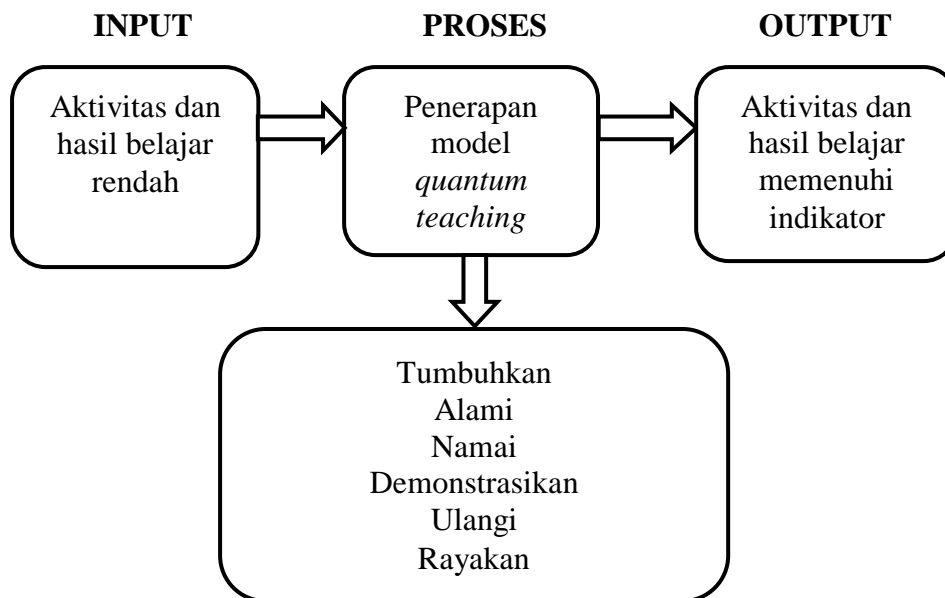 INPUT
PROSES
OUTPUT
Aktivitas dan
hasil belajar
rendah
Penerapan
model
quantum
teaching
Aktivitas dan
hasil belajar
memenuhi
indikator
Tumbuhkan
Alami
Namai
Demonstrasikan
Ulangi
Rayakan